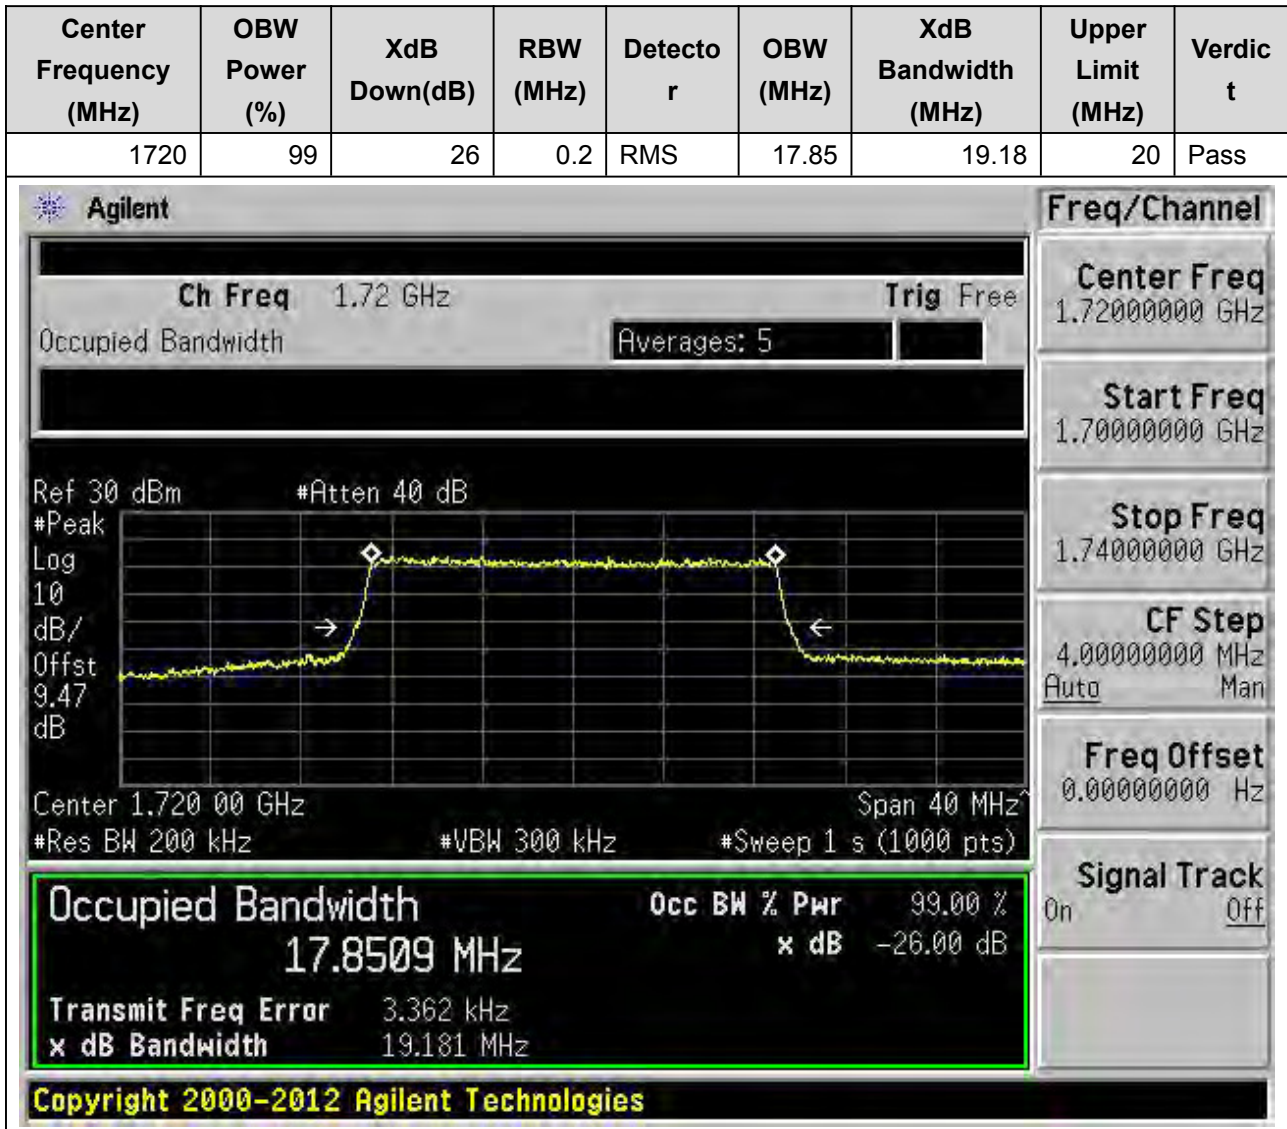 Center Frequency (MHz) OBW Power (%) XdB Down(dB) RBW (MHz) Detecto r OBW (MHz) XdB Bandwidth (MHz) Upper Limit (MHz) Verdic t
1720 99 26 0.2 RMS 17.85 19.18 20 Pass
Agilent
Ch Freq 1.72 GHz Trig Free
Occupied Bandwidth Averages: 5
Ref 30 dBm #Atten 40 dB
#Peak
Log
10
dB/
Offst
9.47
dB
Center 1.720 00 GHz Span 40 MHz^
#Res BW 200 kHz #VBW 300 kHz #Sweep 1 s (1000 pts)
Occupied Bandwidth Occ BW % Pwr 99.00 %
17.8509 MHz x dB -26.00 dB
Transmit Freq Error 3.362 kHz
x dB Bandwidth 19.181 MHz
Copyright 2000-2012 Agilent Technologies
Freq/Channel
Center Freq
1.72000000 GHz
Start Freq
1.70000000 GHz
Stop Freq
1.74000000 GHz
CF Step
4.00000000 MHz
Auto Man
Freq Offset
0.00000000 Hz
Signal Track
On Off